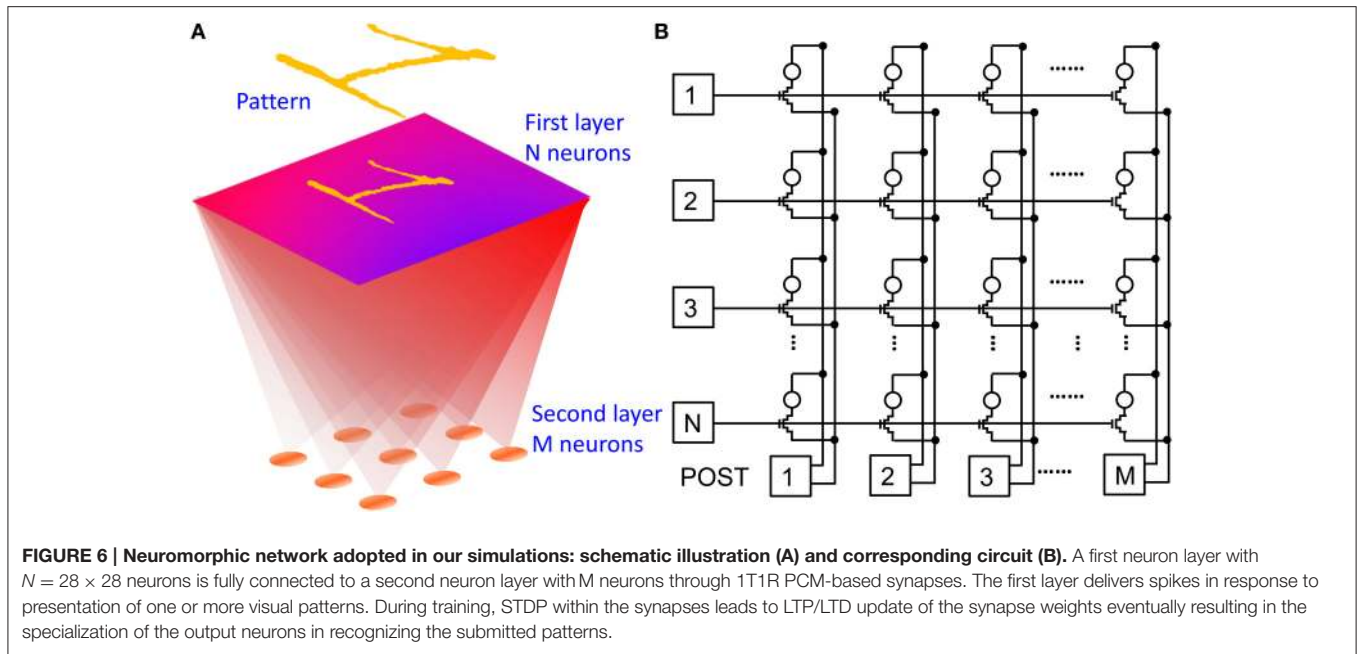 A
B
Pattern
First layer
N neurons
Second layer
M neurons
1 ......
2 ......
3 ......
... ... ... ... ...
N ......
POST 1 2 3 ...... M
FIGURE 6 | Neuromorphic network adopted in our simulations: schematic illustration (A) and corresponding circuit (B). A first neuron layer with
N = 28 × 28 neurons is fully connected to a second neuron layer with M neurons through 1T1R PCM-based synapses. The first layer delivers spikes in response to
presentation of one or more visual patterns. During training, STDP within the synapses leads to LTP/LTD update of the synapse weights eventually resulting in the
specialization of the output neurons in recognizing the submitted patterns.